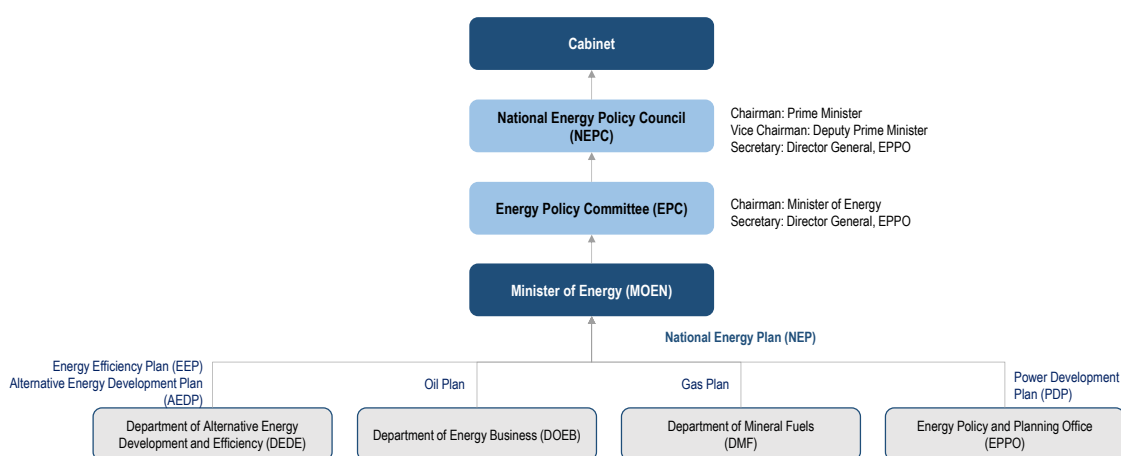 Cabinet
National Energy Policy Council
(NEPC)
Chairman: Prime Minister
Vice Chairman: Deputy Prime Minister
Secretary: Director General, EPPO
Energy Policy Committee (EPC)
Chairman: Minister of Energy
Secretary: Director General, EPPO
Minister of Energy (MOEN)
National Energy Plan (NEP)
Energy Efficiency Plan (EEP)
Alternative Energy Development Plan
(AEDP)
Oil Plan
Gas Plan
Power Development
Plan (PDP)
Department of Alternative Energy
Development and Efficiency (DEDE)
Department of Energy Business (DOEB)
Department of Mineral Fuels
(DMF)
Energy Policy and Planning Office
(EPPO)